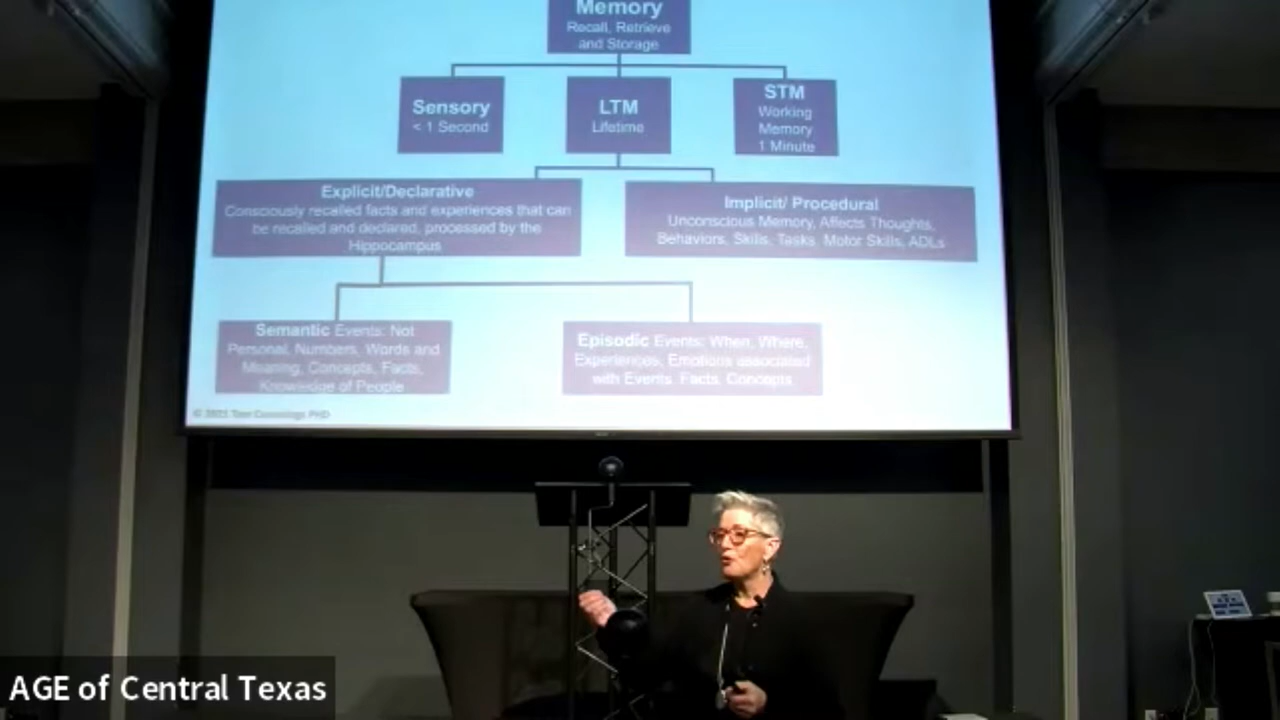 Memory
Recall, Retrieve
and Storage
Sensory
< 1 Second
LTM
Lifetime
STM
Working
Memory
1 Minute
Explicit/Declarative
Consciously recalled facts and experiences that can
be recalled and declared, processed by the
Hippocampus
Implicit/ Procedural
Unconscious Memory, Affects Thoughts,
Behaviors, Skills, Tasks, Motor Skills, ADLs
Semantic Events: Not
Personal, Numbers, Words and
Meaning, Concepts, Facts,
Knowledge of People
Episodic Events: When, Where,
Experiences, Emotions associated
with Events, Facts, Concepts
PHD
AGE of Central Texas